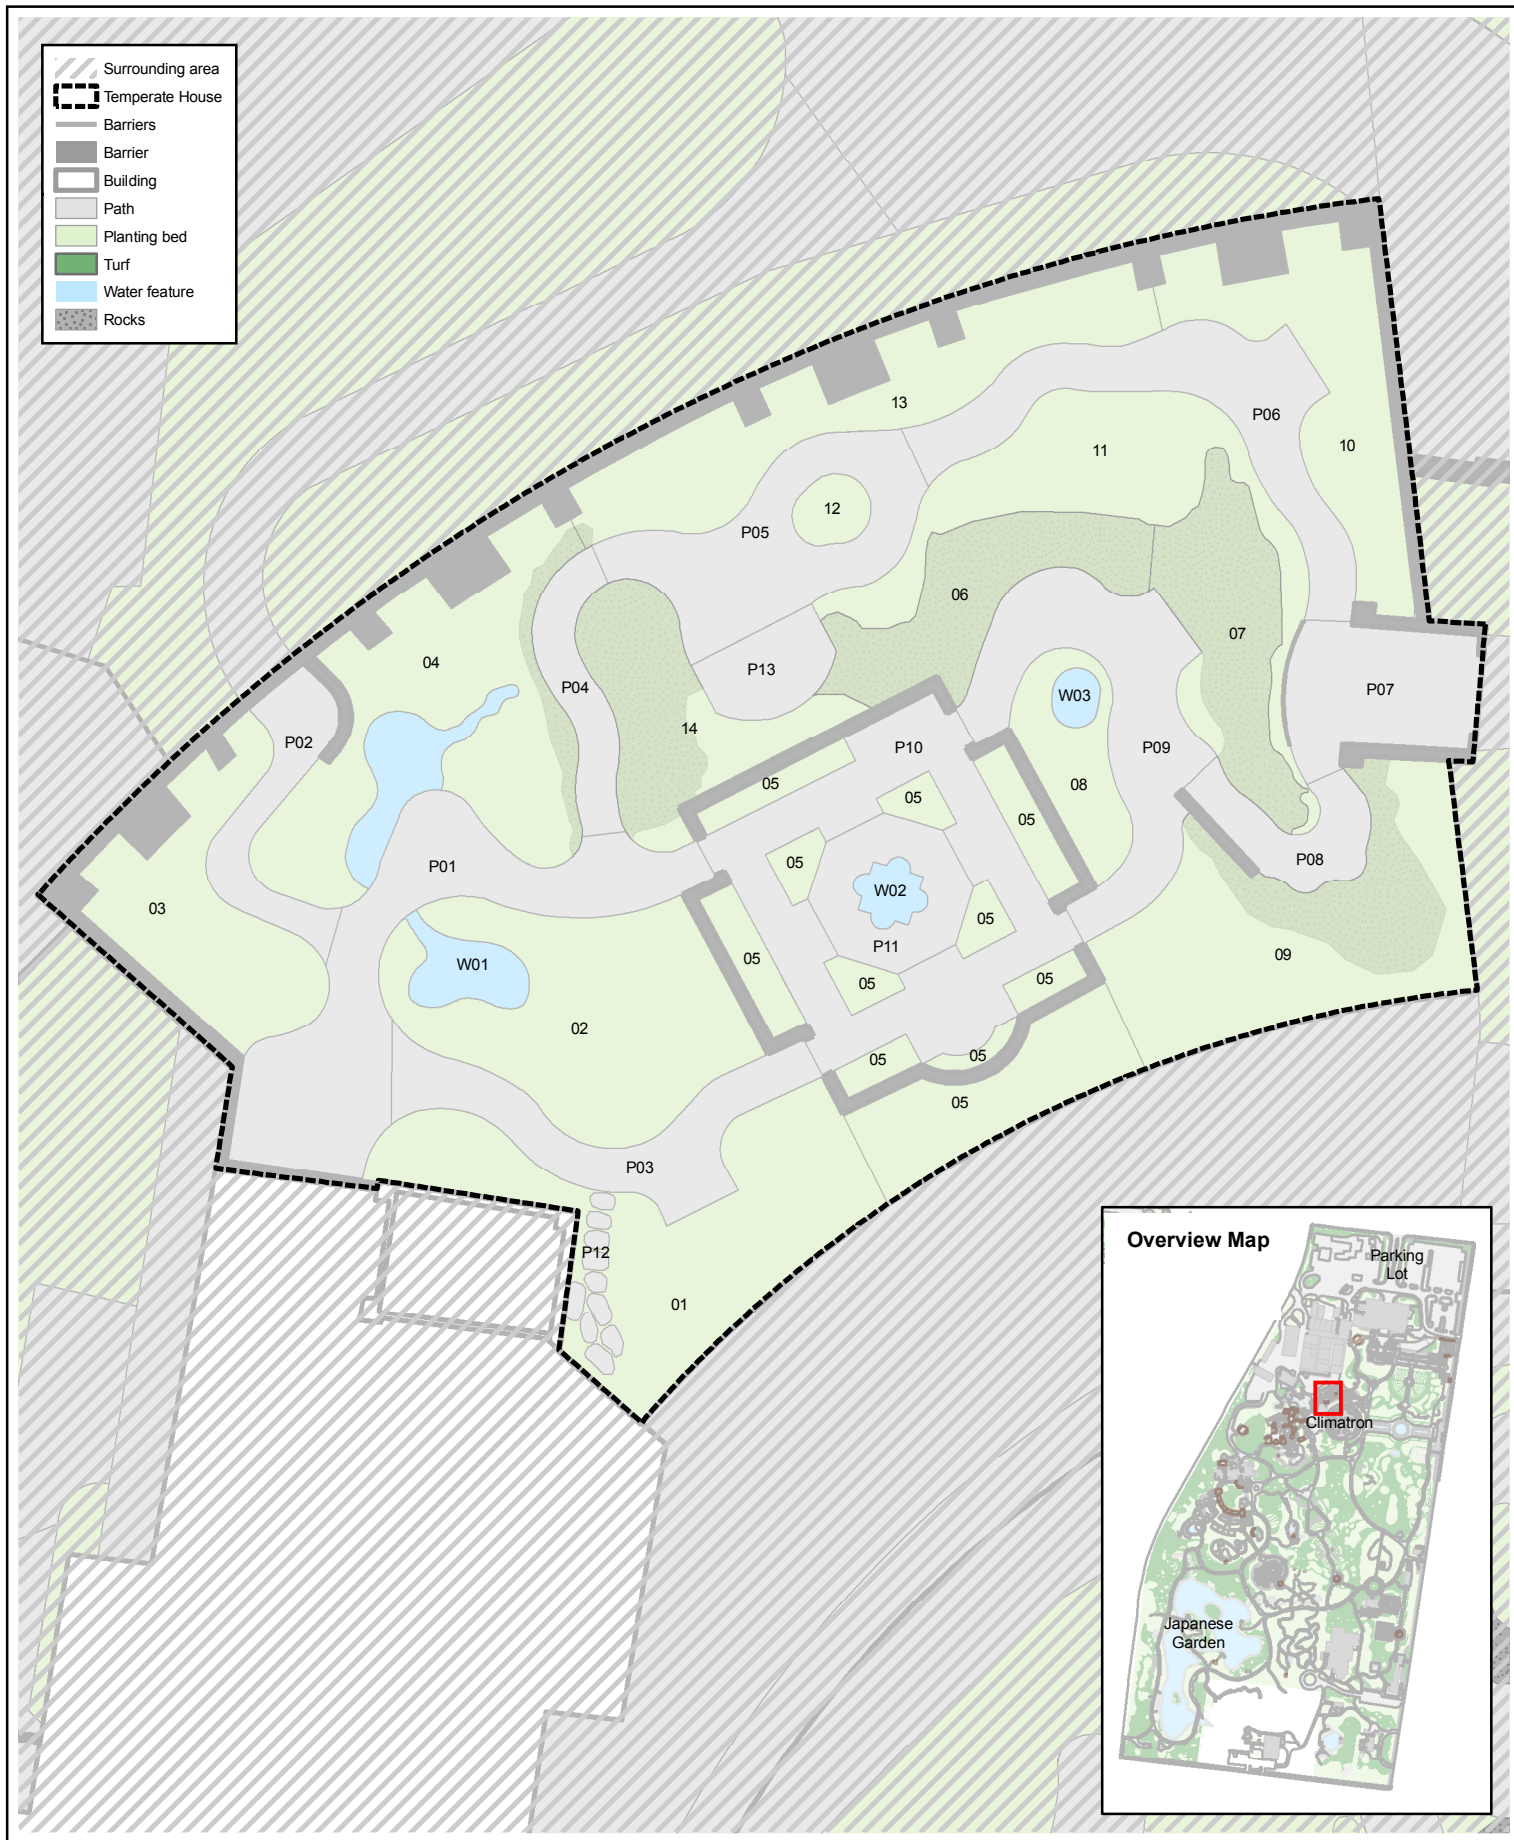 Surrounding area
Temperate House
Barriers
Barrier
Building
Path
Planting bed
Turf
Water feature
Rocks
13
P06
10
11
12
P05
06
07
04
P13
P04
P07
W03
14
P02
P10
P09
05
08
05
05
05
P01
P08
W02
03
05
P11
09
05
W01
05
05
02
05
05
05
P03
P12
01
Overview Map
Parking
Lot
Climatron
Japanese
Garden